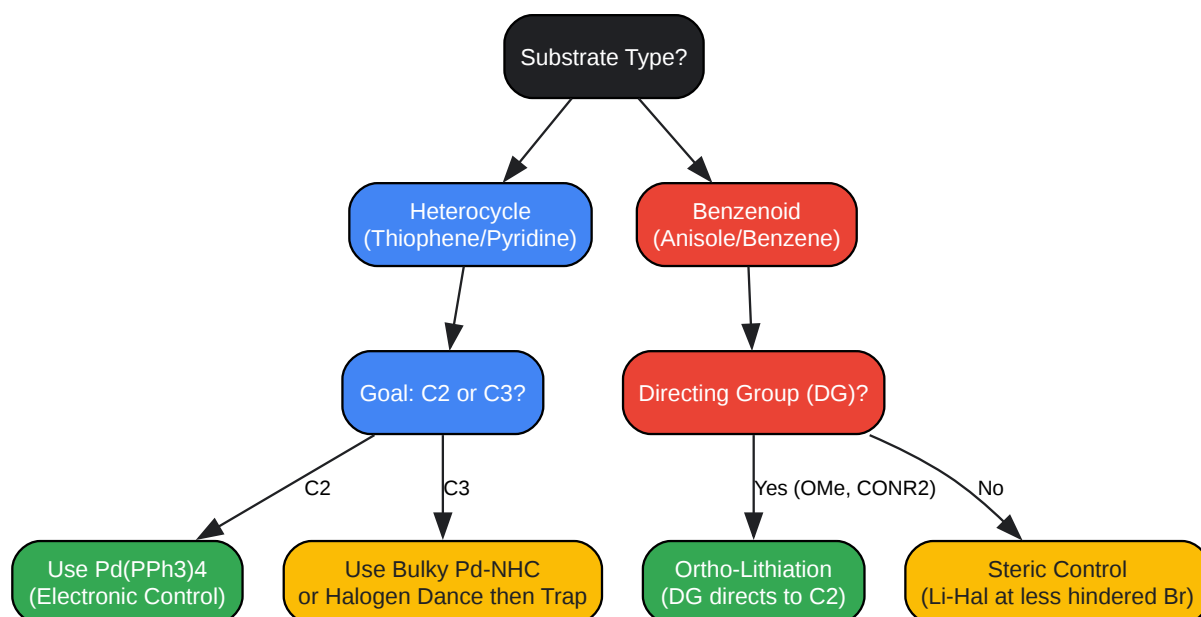 Substrate Type?
Heterocycle
(Thiophene/Pyridine)
Benzenoid
(Anisole/Benzene)
Goal: C2 or C3?
Directing Group (DG)?
C2
C3
Yes (OMe, CONR2)
No
Use Pd(PPh3)4
(Electronic Control)
Use Bulky Pd-NHC
or Halogen Dance then Trap
Ortho-Lithiation
(DG directs to C2)
Steric Control
(Li-Hal at less hindered Br)